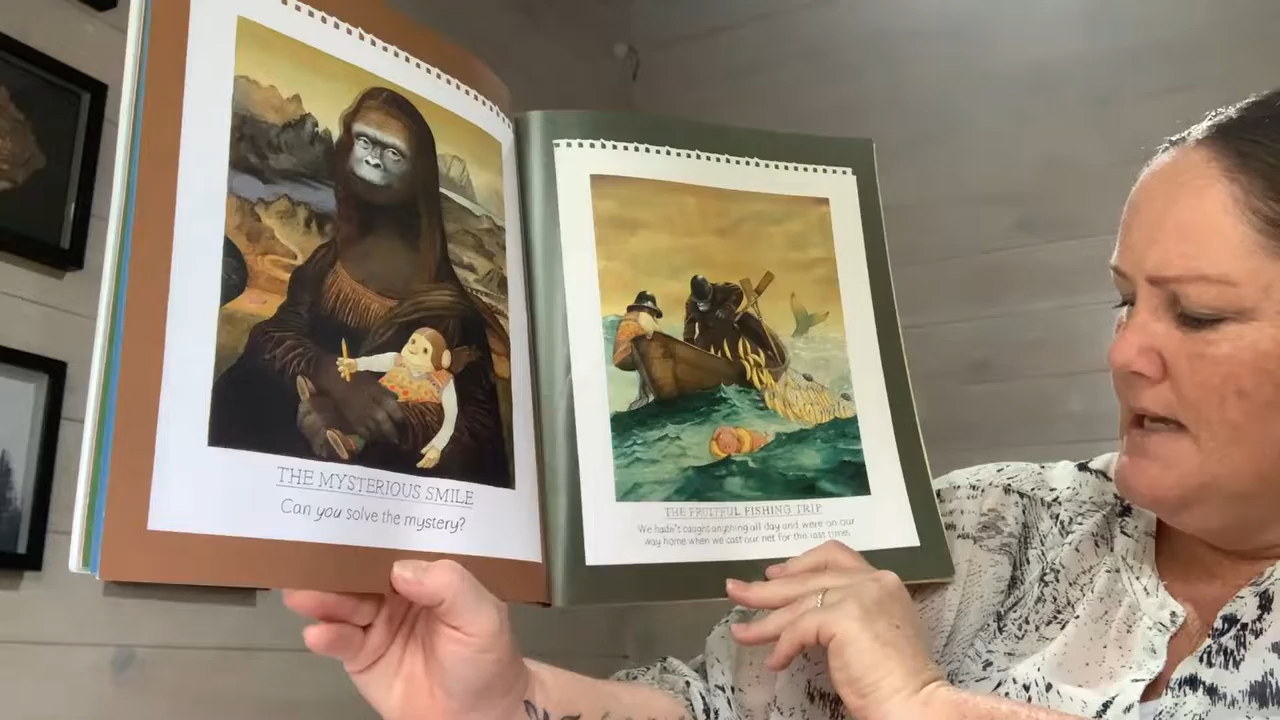 THE MYSTERIOUS SMILE
Can you solve the mystery?
THE FRUITFUL FISHING TRIP
We hadn't caught anything all day and were on our
way home when we cast our net for the last time...